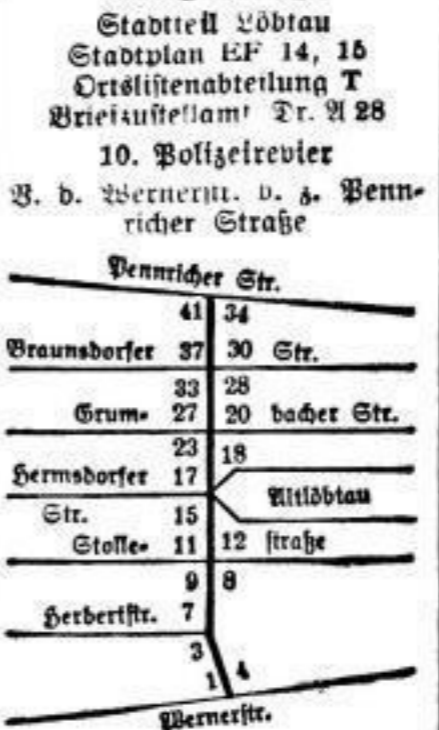 Stadtteil Löbtau
Stadtplan EF 14, 15
Ortslistenabteilung T
Briefzustellamt Dr. A 28
10. Polizeirevier
V. d. Wernerstr. b. z. Penn-
richer Straße
Pennricher Str.
41 34
Braunsdorfer 37 30 Str.
33 28
Grum- 27 20 bacher Str.
23 18
Hermsdorfer 17
Altlöbtau
Str. 15
Stolle- 11 12 straße
9 8
Herbertstr. 7
3
1 4
Wernerstr.